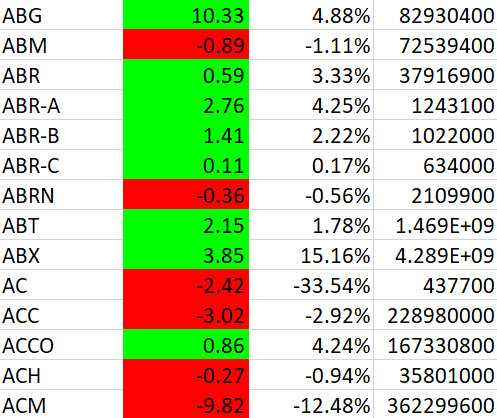 ABG 10.33 4.88% 82930400
ABM -0.89 -1.11% 72539400
ABR 0.59 3.33% 37916900
ABR-A 2.76 4.25% 1243100
ABR-B 1.41 2.22% 1022000
ABR-C 0.11 0.17% 634000
ABRN -0.36 -0.56% 2109900
ABT 2.15 1.78% 1.469E+09
ABX 3.85 15.16% 4.289E+09
AC -2.42 -33.54% 437700
ACC -3.02 -2.92% 228980000
ACCO 0.86 4.24% 167330800
ACH -0.27 -0.94% 35801000
ACM -9.82 -12.48% 362299600